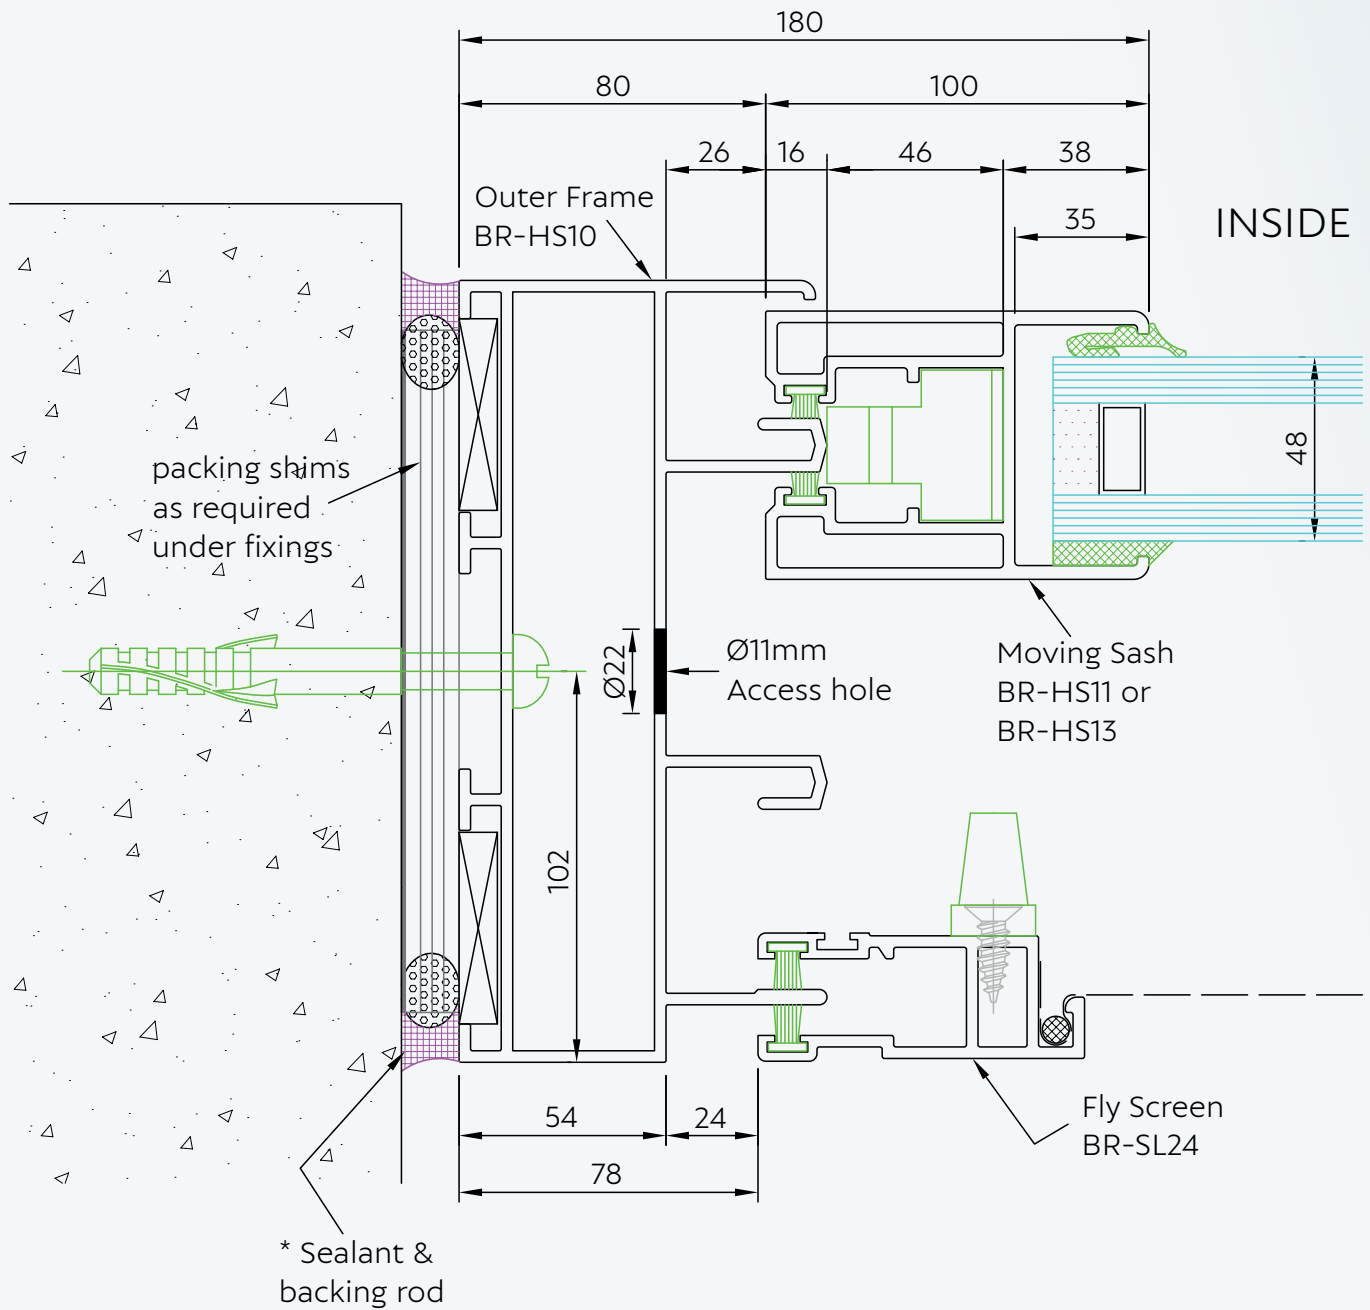 180
80
100
26
16
46
38
35
Outer Frame
BR-HS10
INSIDE
packing shims
as required
under fixings
48
Ø22
Ø11mm
Access hole
Moving Sash
BR-HS11 or
BR-HS13
102
54
24
78
Fly Screen
BR-SL24
* Sealant &
backing rod